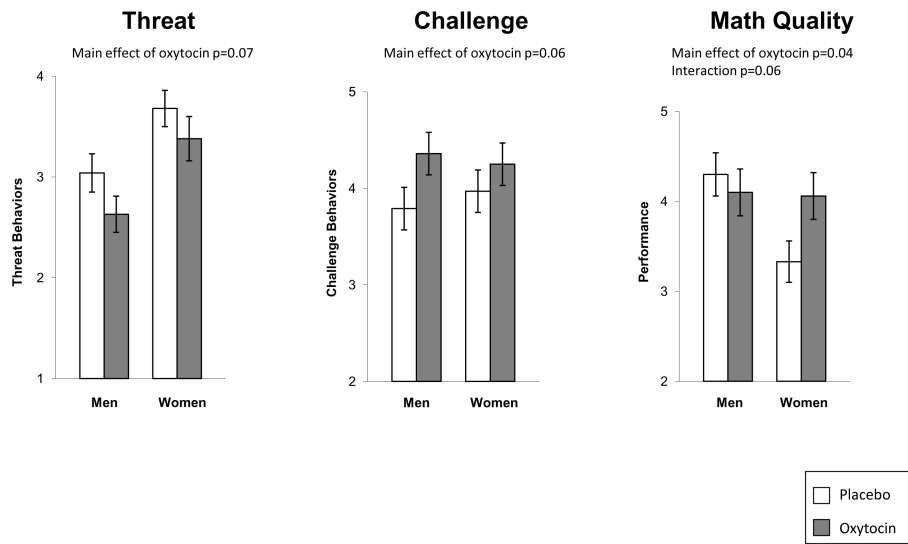 Threat
Main effect of oxytocin p=0.07
4
3
2
1
Threat Behaviors
Men
Women
Challenge
Main effect of oxytocin p=0.06
5
4
3
2
Challenge Behaviors
Men
Women
Math Quality
Main effect of oxytocin p=0.04
Interaction p=0.06
5
4
3
2
Performance
Men
Women
Placebo
Oxytocin